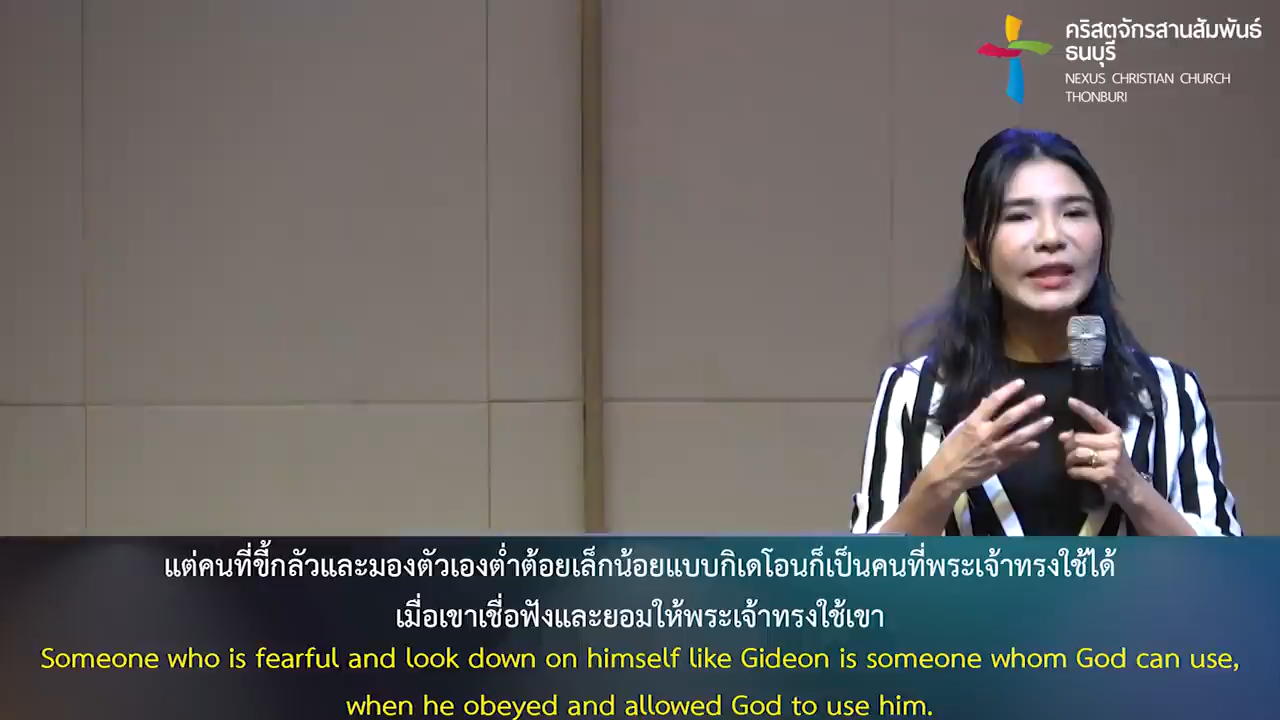 คริสตจักรสานสัมพันธ์
ธนบุรี
NEXUS CHRISTIAN CHURCH
THONBURI
แต่คนที่ขี้กลัวและมองตัวเองต่ำต้อยเล็กน้อยแบบกิเดโอนก็เป็นคนที่พระเจ้าทรงใช้ได้
เมื่อเขาเชื่อฟังและยอมให้พระเจ้าทรงใช้เขา
Someone who is fearful and look down on himself like Gideon is someone whom God can use,
when he obeyed and allowed God to use him.